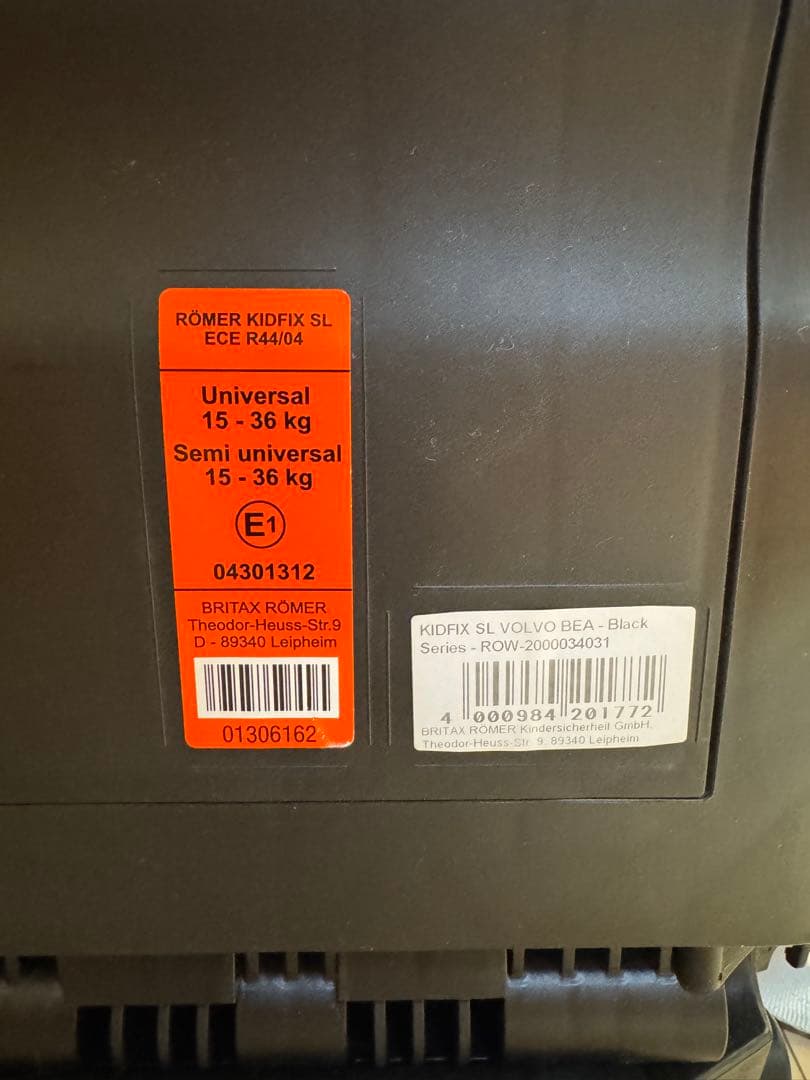 RÖMER KIDFIX SL
ECE R44/04
Universal
15 - 36 kg
Semi universal
15 - 36 kg
E1
04301312
BRITAX RÖMER
Theodor-Heuss-Str.9
D - 89340 Leipheim
01306162
KIDFIX SL VOLVO BEA - Black
Series - ROW-2000034031
4 000984 201772
BRITAX RÖMER Kindersicherheit GmbH,
Theodor-Heuss-Str. 9, 89340 Leipheim